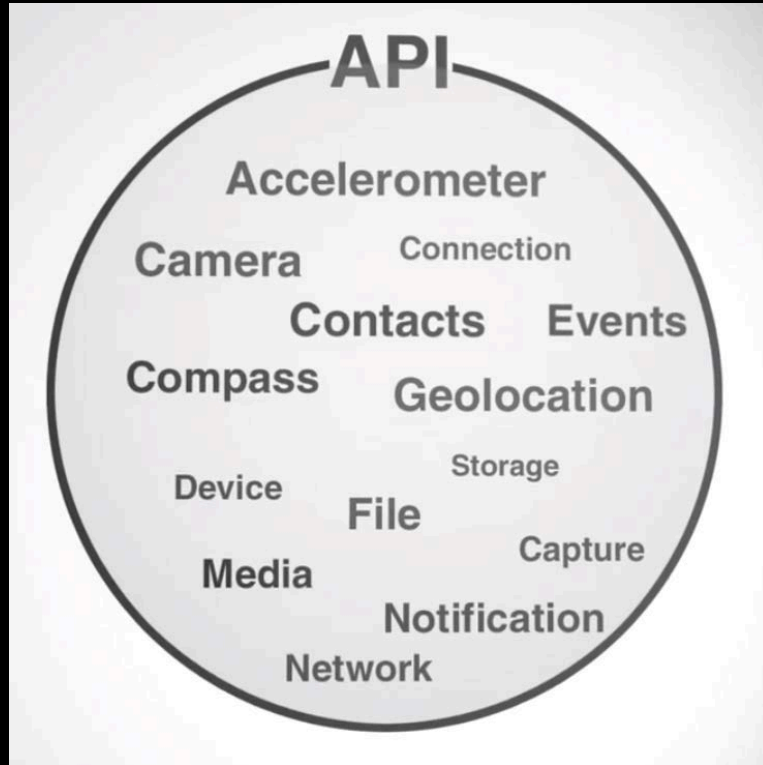 API
Accelerometer
Camera
Connection
Contacts
Events
Compass
Geolocation
Storage
Device
File
Capture
Media
Notification
Network